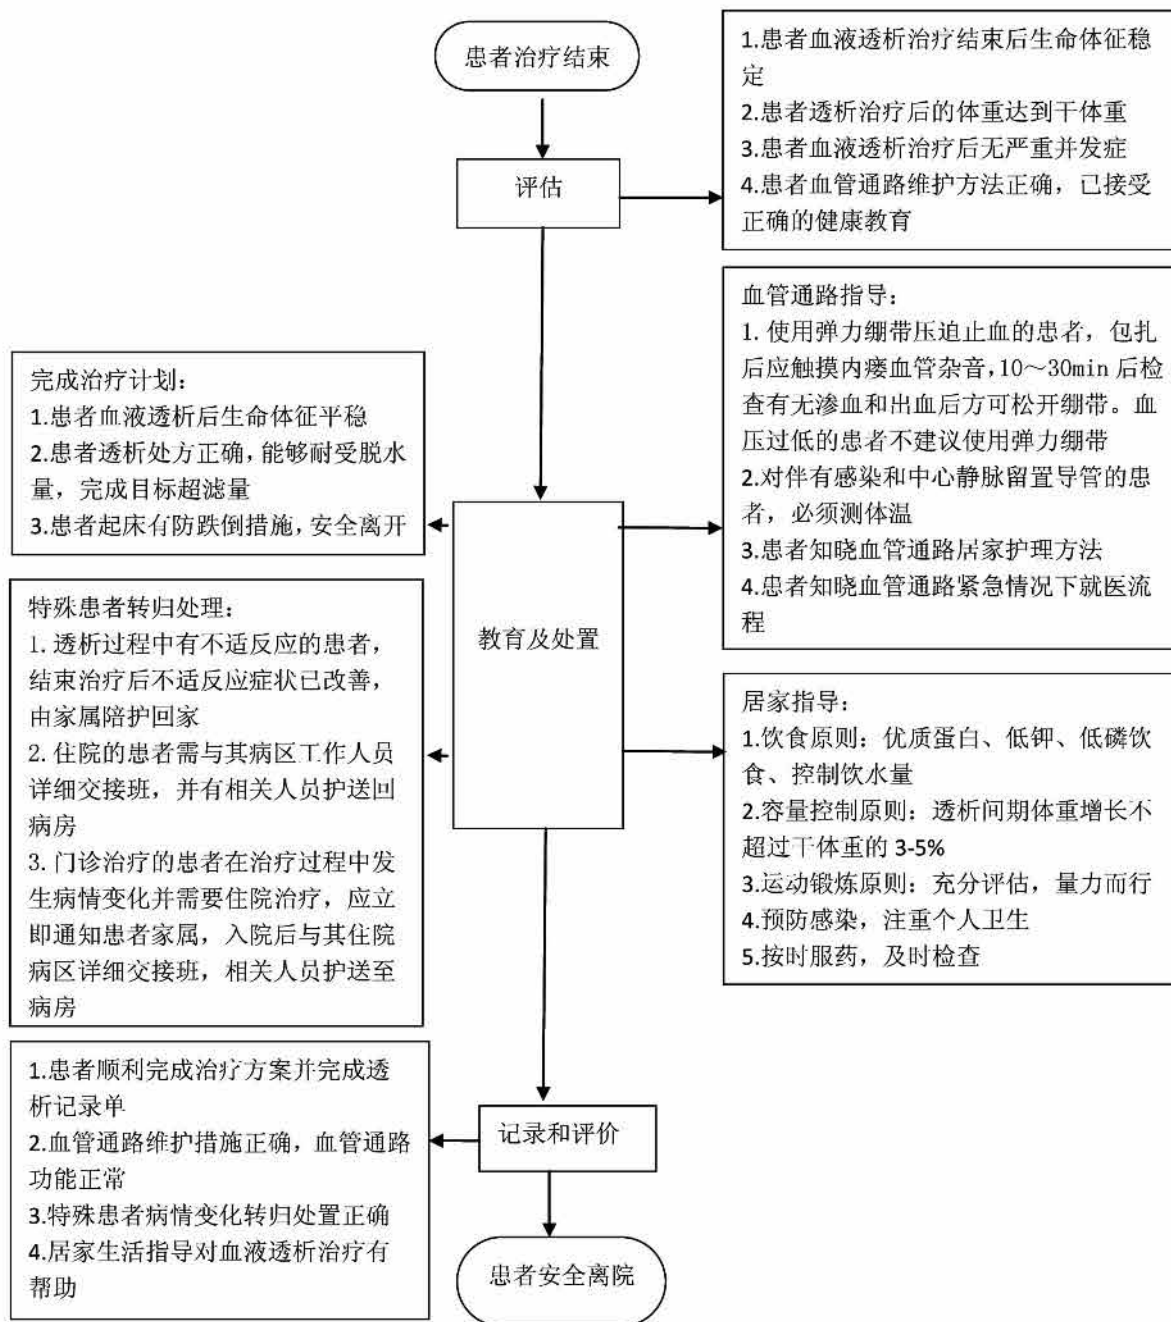 患者治疗结束
1.患者血液透析治疗结束后生命体征稳
定
2.患者透析治疗后的体重达到干体重
3.患者血液透析治疗后无严重并发症
4.患者血管通路维护方法正确，已接受
正确的健康教育
评估
血管通路指导：
1. 使用弹力绷带压迫止血的患者，包扎
后应触摸内瘘血管杂音，10～30min 后检
查有无渗血和出血后方可松开绷带。血
压过低的患者不建议使用弹力绷带
2.对伴有感染和中心静脉留置导管的患
者，必须测体温
3.患者知晓血管通路居家护理方法
4.患者知晓血管通路紧急情况下就医流
程
完成治疗计划：
1.患者血液透析后生命体征平稳
2.患者透析处方正确，能够耐受脱水
量，完成目标超滤量
3.患者起床有防跌倒措施，安全离开
特殊患者转归处理：
1. 透析过程中有不适反应的患者，
结束治疗后不适反应症状已改善，
由家属陪护回家
2. 住院的患者需与其病区工作人员
详细交接班，并有相关人员护送回
病房
3. 门诊治疗的患者在治疗过程中发
生病情变化并需要住院治疗，应立
即通知患者家属，入院后与其住院
病区详细交接班，相关人员护送至
病房
教育及处置
居家指导：
1.饮食原则：优质蛋白、低钾、低磷饮
食、控制饮水量
2.容量控制原则：透析间期体重增长不
超过干体重的 3-5%
3.运动锻炼原则：充分评估，量力而行
4.预防感染，注重个人卫生
5.按时服药，及时检查
1.患者顺利完成治疗方案并完成透
析记录单
2.血管通路维护措施正确，血管通路
功能正常
3.特殊患者病情变化转归处置正确
4.居家生活指导对血液透析治疗有
帮助
记录和评价
患者安全离院